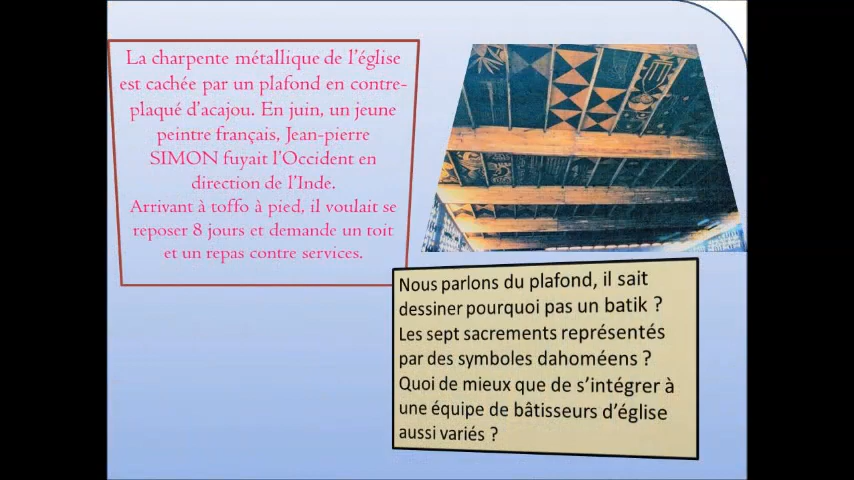 La charpente métallique de l'église
est cachée par un plafond en contre-
plaqué d'acajou. En juin, un jeune
peintre français, Jean-pierre
SIMON fuyait l'Occident en
direction de l'Inde.
Arrivant à toffo à pied, il voulait se
reposer 8 jours et demande un toit
et un repas contre services.
Nous parlons du plafond, il sait
dessiner pourquoi pas un batik ?
Les sept sacrements représentés
par des symboles dahoméens ?
Quoi de mieux que de s'intégrer à
une équipe de bâtisseurs d'église
aussi variés ?